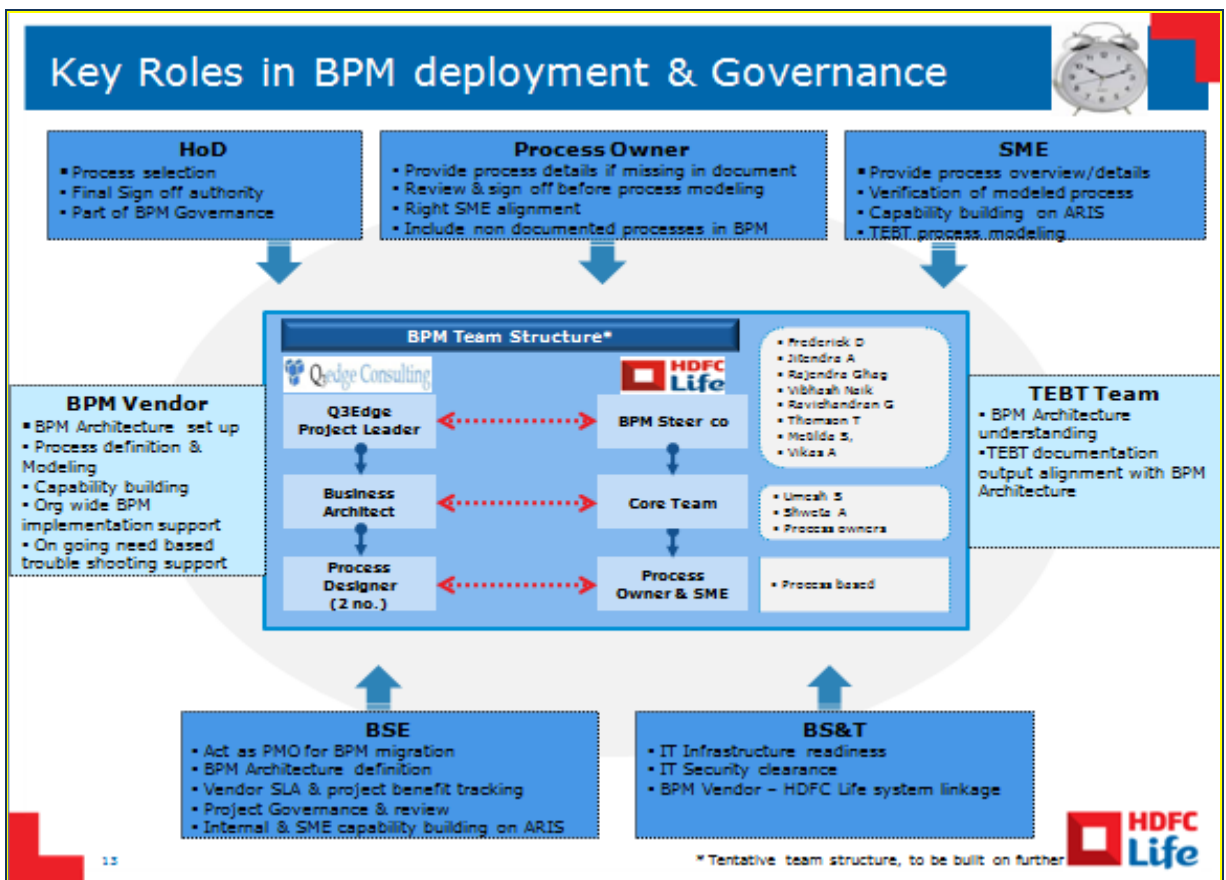 Key Roles in BPM deployment & Governance
HoD
▪ Process selection
▪ Final Sign off authority
▪ Part of BPM Governance
Process Owner
▪ Provide process details if missing in document
▪ Review & sign off before process modeling
▪ Right SME alignment
▪ Include non documented processes in BPM
SME
▪ Provide process overview/details
▪ Verification of modeled process
▪ Capability building on ARIS
▪ TEBT process modeling
BPM Vendor
▪ BPM Architecture set up
▪ Process definition &
Modeling
▪ Capability building
▪ Org wide BPM
implementation support
▪ On going need based
trouble shooting support
BPM Team Structure*
Q3edge Consulting
HDFC
Life
Q3Edge
Project Leader
BPM Steer co
Business
Architect
Core Team
Process
Designer
(2 no.)
Process
Owner & SME
▪ Frederick D
▪ Jitendra A
▪ Rajendra Ghag
▪ Vibhash Naik
▪ Ravichandran G
▪ Thomson T
▪ Matilda S,
▪ Vikas A
▪ Umesh S
▪ Shweta A
▪ Process owners
▪ Process based
TEBT Team
▪ BPM Architecture
understanding
▪TEBT documentation
output alignment with BPM
Architecture
BSE
▪ Act as PMO for BPM migration
▪ BPM Architecture definition
▪ Vendor SLA & project benefit tracking
▪ Project Governance & review
▪ Internal & SME capability building on ARIS
BS&T
▪ IT Infrastructure readiness
▪ IT Security clearance
▪ BPM Vendor – HDFC Life system linkage
13
* Tentative team structure, to be built on further
HDFC
Life